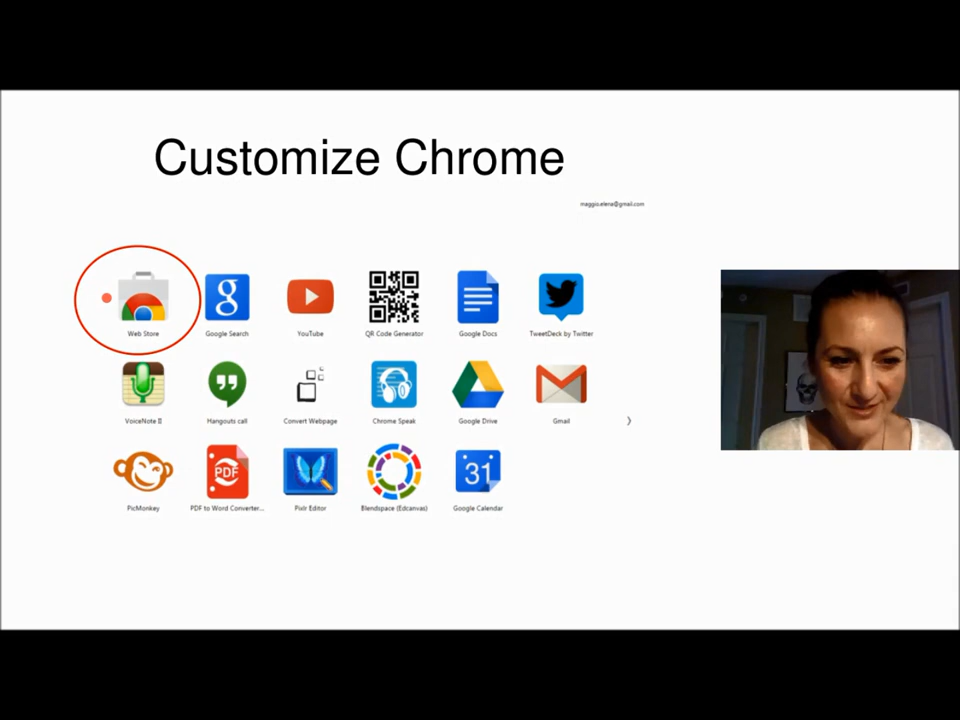 Customize Chrome
maggio.elena@gmail.com
Web Store
Google Search
YouTube
QR Code Generator
Google Docs
TweetDeck by Twitter
VoiceNote II
Hangouts call
Convert Webpage
Chrome Speak
Google Drive
Gmail
PDF
31
PicMonkey
PDF to Word Converter...
Pixlr Editor
Blendspace (Edcanvas)
Google Calendar